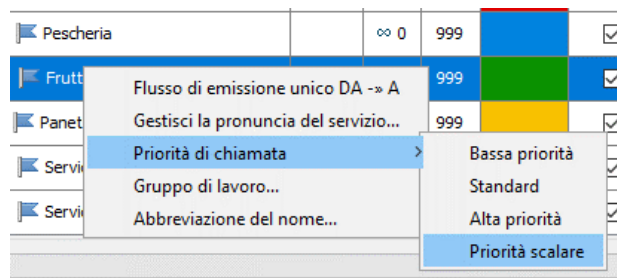 Pescheria ∞ 0 999
Frutt 999
Flusso di emissione unico DA -» A
Panet 999
Gestisci la pronuncia del servizio...
Priorità di chiamata
Bassa priorità
Servi
Gruppo di lavoro...
Standard
Servi
Abbreviazione del nome...
Alta priorità
Priorità scalare